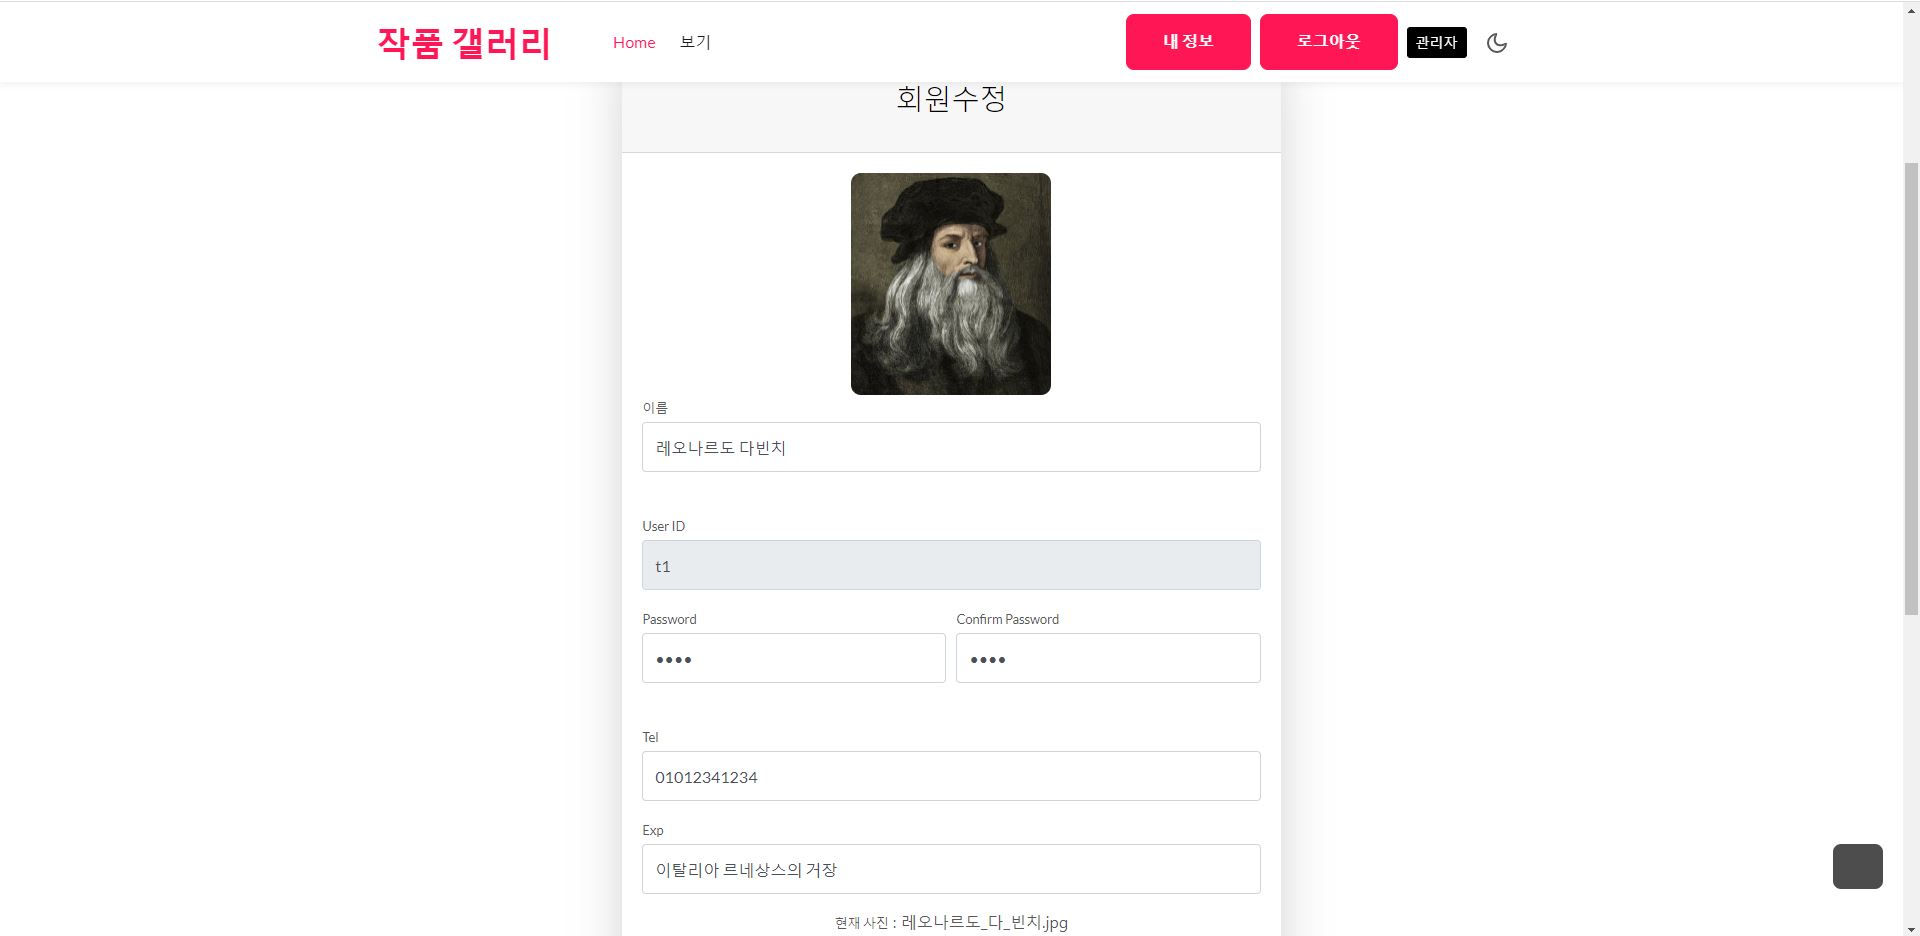 작품 갤러리 Home 보기 내 정보 로그아웃 관리자
회원수정
이름
레오나르도 다빈치
User ID
t1
Password Confirm Password
•••• ••••
Tel
01012341234
Exp
이탈리아 르네상스의 거장
현재 사진 : 레오나르도_다_빈치.jpg